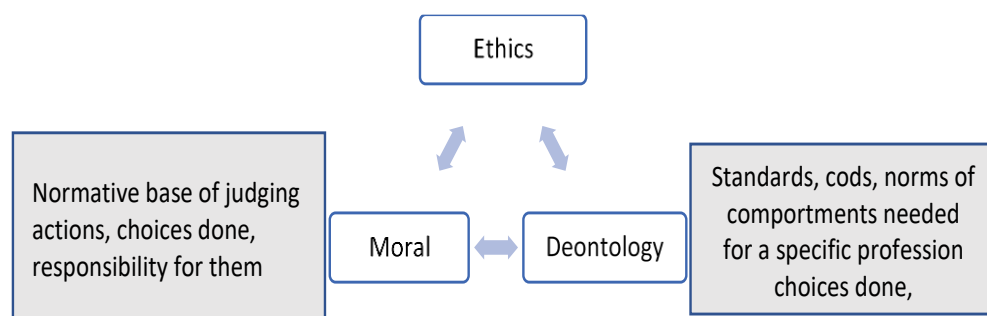 Ethics
Normative base of judging
actions, choices done,
responsibility for them
Moral
Deontology
Standards, cods, norms of
comportments needed
for a specific profession
choices done,